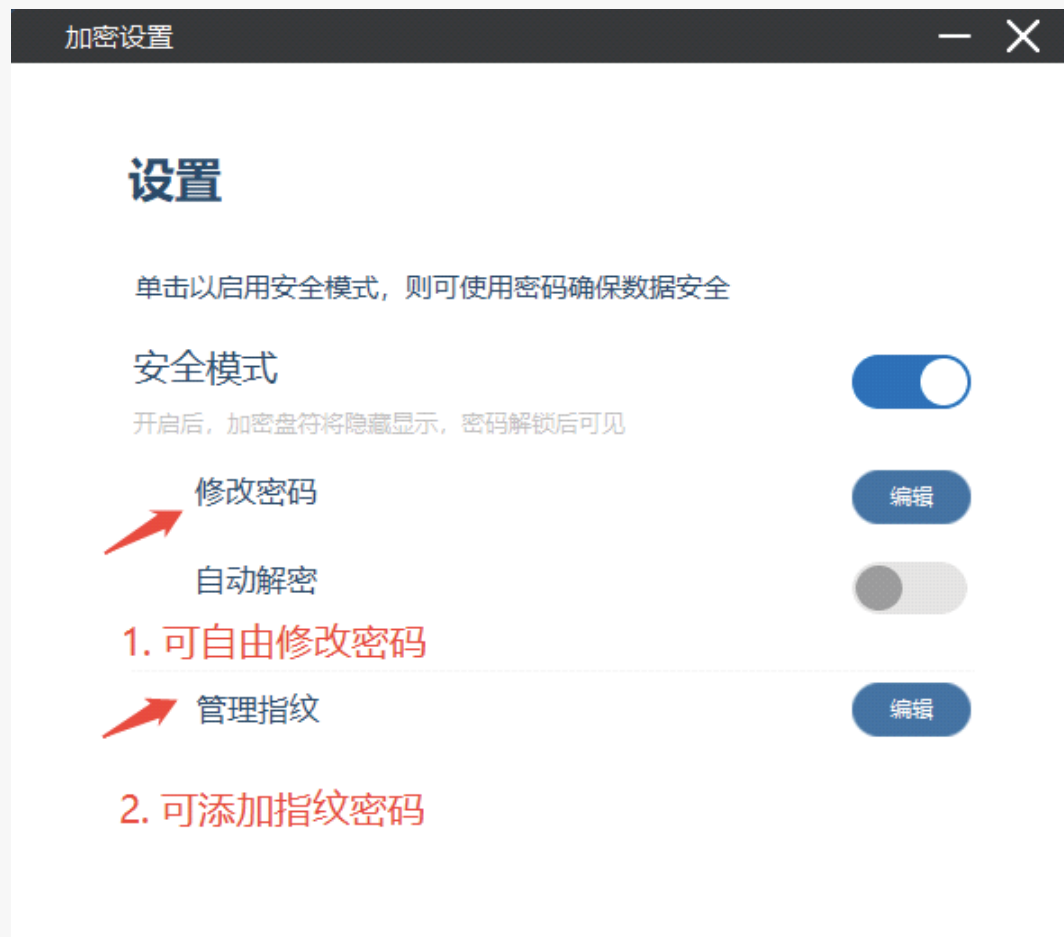 加密设置
设置
单击以启用安全模式，则可使用密码确保数据安全
安全模式
开启后，加密盘符将隐藏显示，密码解锁后可见
修改密码
编辑
自动解密
1. 可自由修改密码
管理指纹
编辑
2. 可添加指纹密码